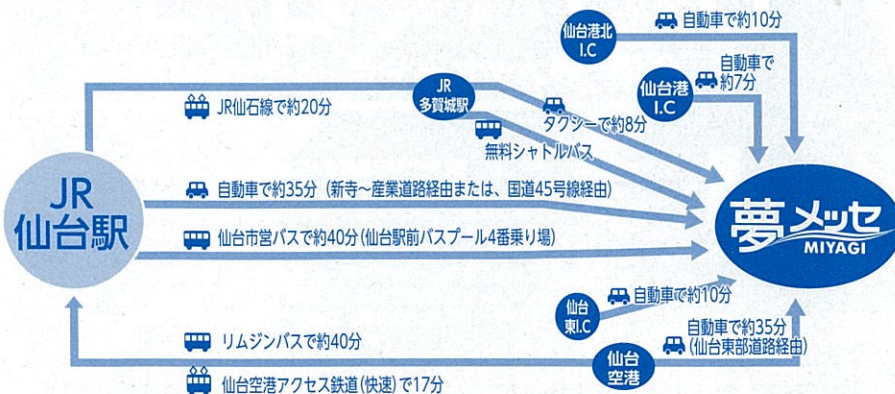 仙台港北
I.C
自動車で約10分
仙台港
I.C
自動車で
約7分
JR仙石線で約20分
JR
多賀城駅
タクシーで約8分
無料シャトルバス
JR
仙台駅
自動車で約35分（新寺～産業道路経由または、国道45号線経由）
夢メッセ
MIYAGI
仙台市営バスで約40分（仙台駅前バスプール4番乗り場）
仙台
東I.C
自動車で約10分
リムジンバスで約40分
仙台
空港
自動車で約35分
（仙台東部道路経由）
仙台空港アクセス鉄道（快速）で17分